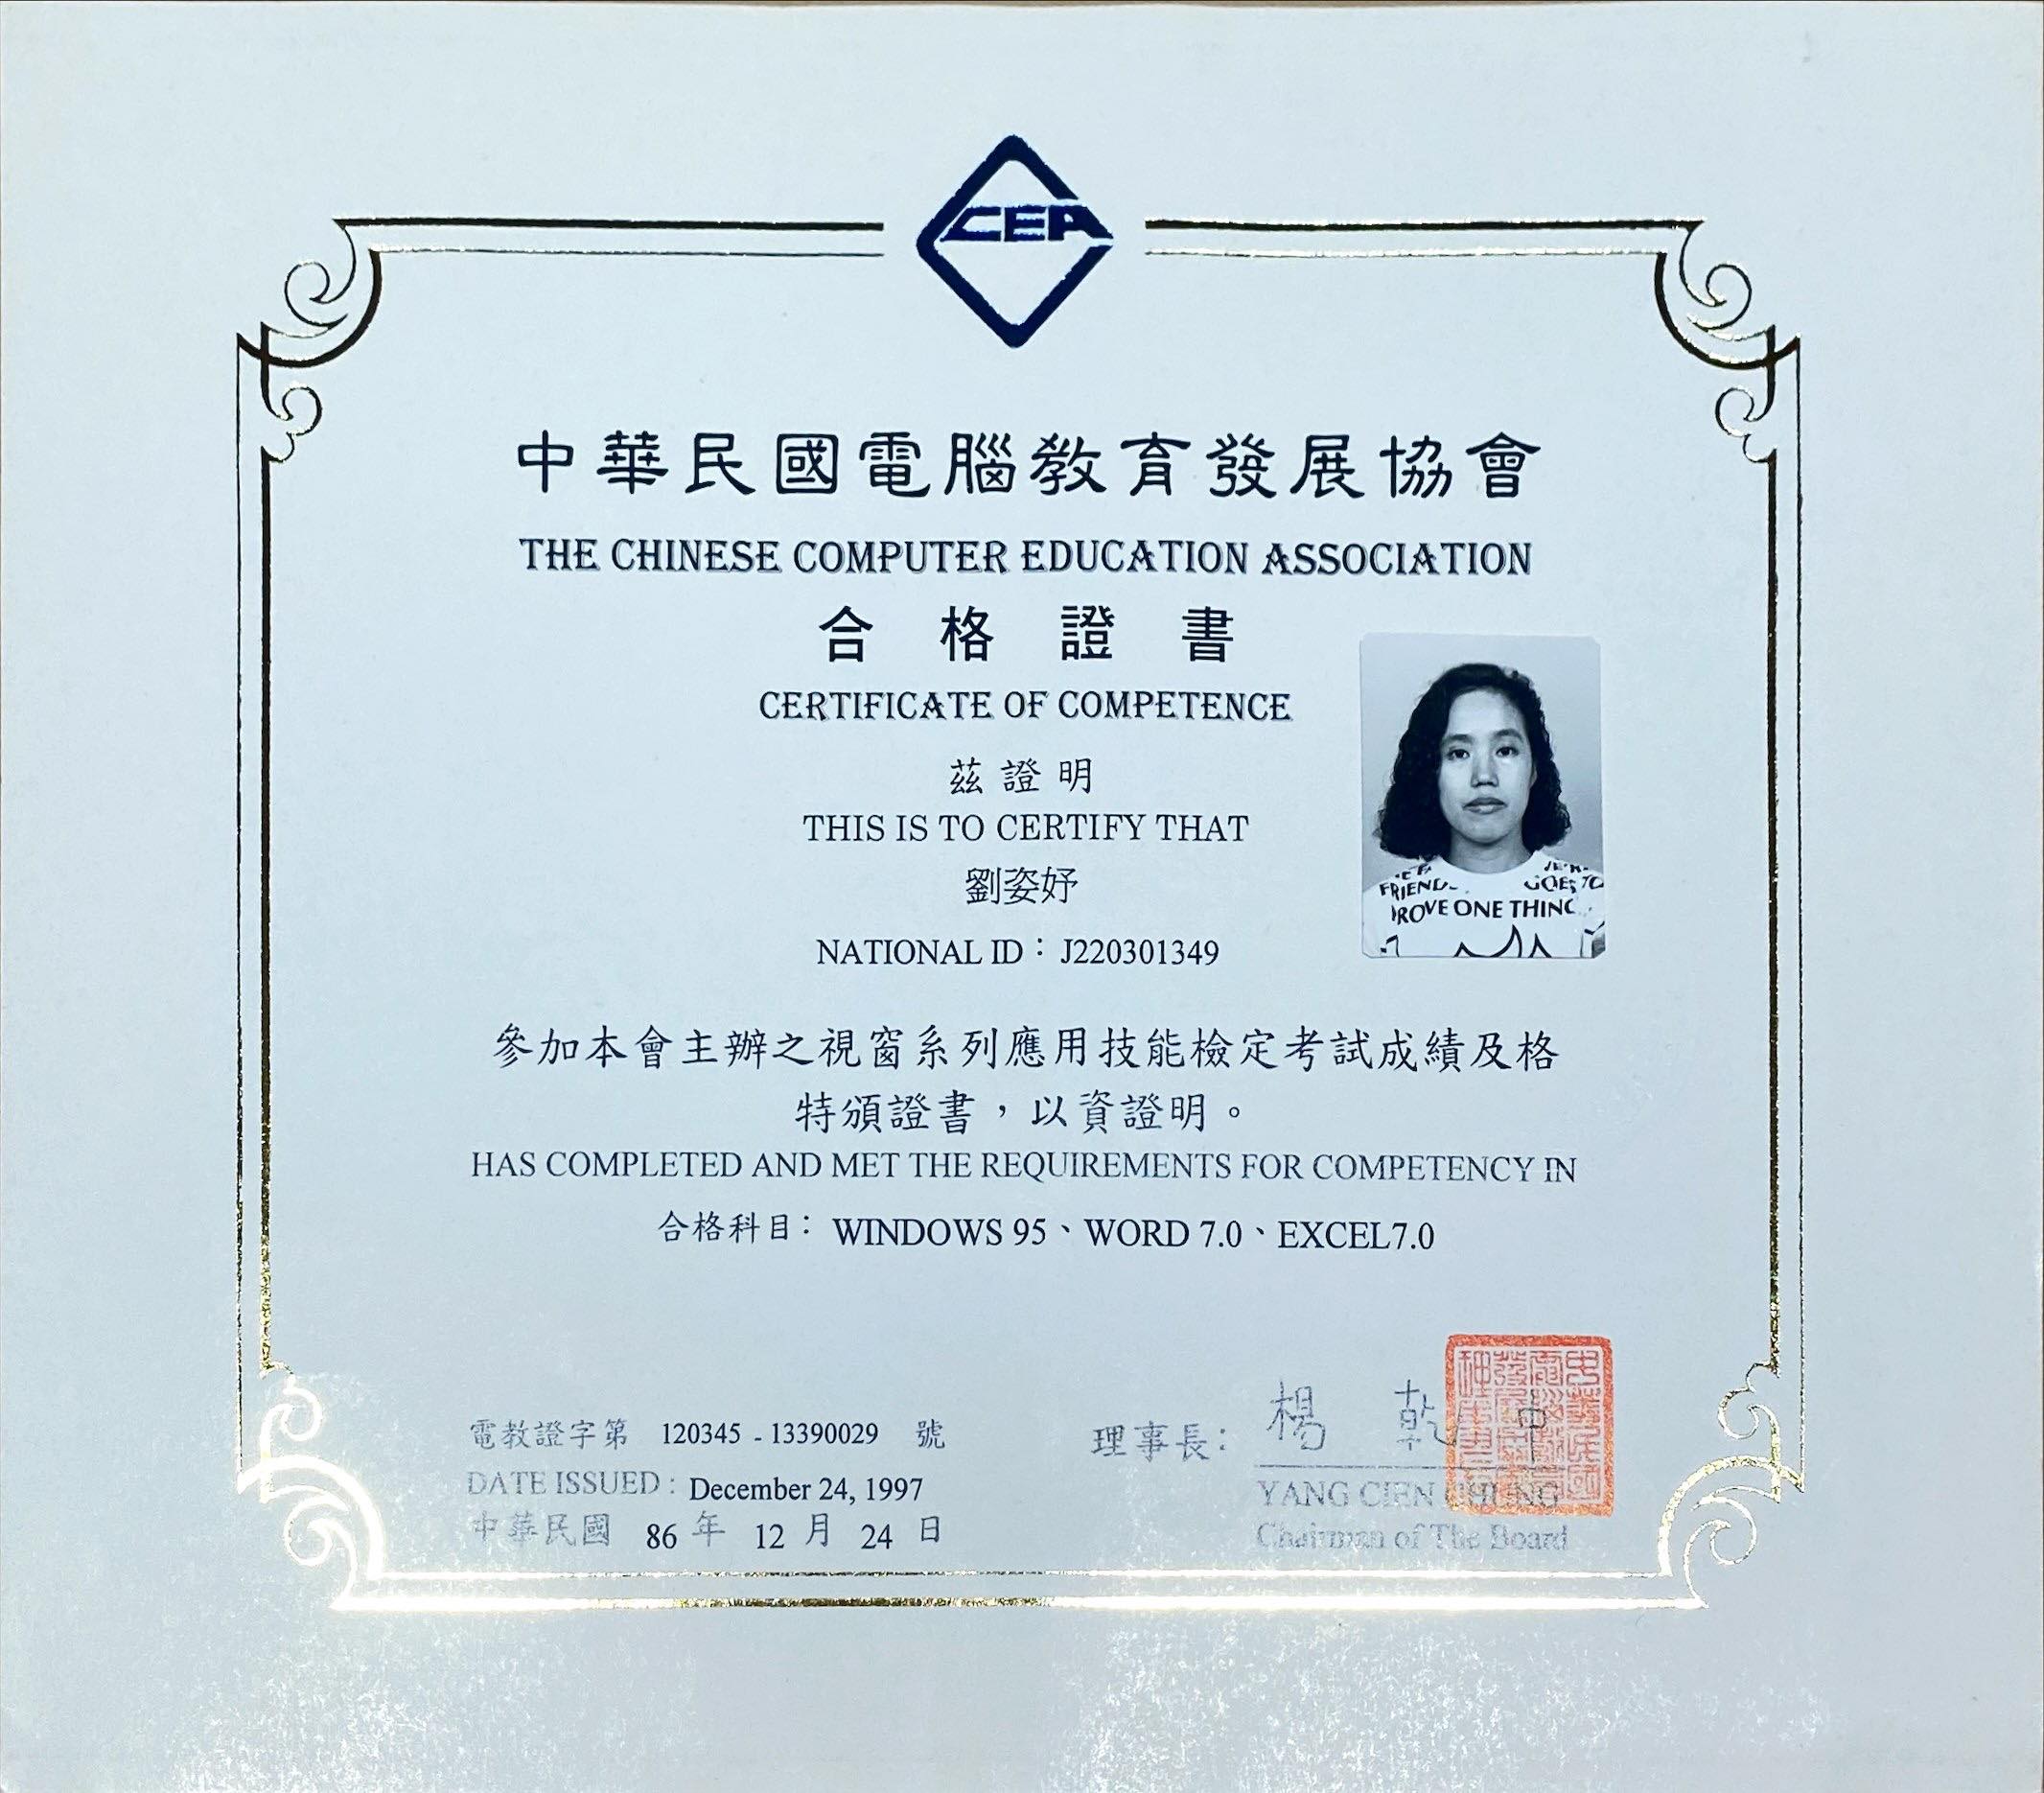 CEA
中華民國電腦教育發展協會
THE CHINESE COMPUTER EDUCATION ASSOCIATION
合格證書
CERTIFICATE OF COMPETENCE
茲證明
THIS IS TO CERTIFY THAT
劉姿妤
NATIONAL ID：J220301349
FRIEND
GOES TO
ROVE ONE THING
參加本會主辦之視窗系列應用技能檢定考試成績及格
特頒證書，以資證明。
HAS COMPLETED AND MET THE REQUIREMENTS FOR COMPETENCY IN
合格科目：WINDOWS 95、WORD 7.0、EXCEL7.0
電教證字第 120345 - 13390029 號
DATE ISSUED : December 24, 1997
中華民國 86 年 12 月 24 日
理事長：楊乾中
YANG CIEN CHUNG
Chairman of The Board